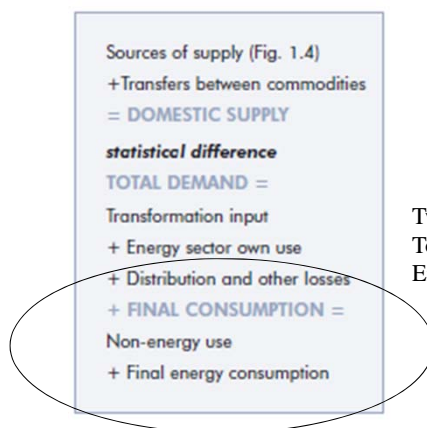 Sources of supply (Fig. 1.4)
+Transfers between commodities
= DOMESTIC SUPPLY
statistical difference
TOTAL DEMAND =
Transformation input
+ Energy sector own use
+ Distribution and other losses
+ FINAL CONSUMPTION =
Non-energy use
+ Final energy consumption